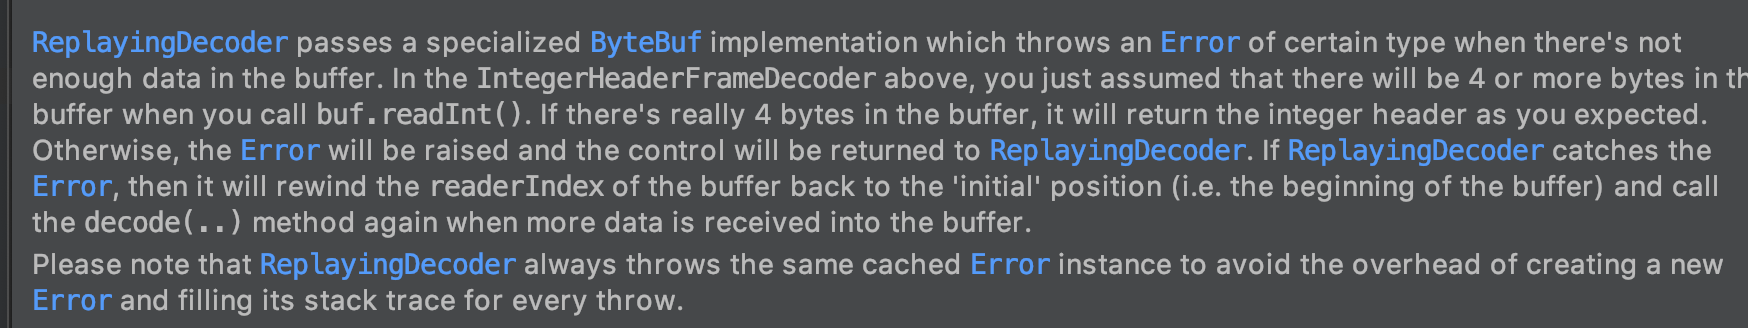 ReplayingDecoder passes a specialized ByteBuf implementation which throws an Error of certain type when there's not
enough data in the buffer. In the IntegerHeaderFrameDecoder above, you just assumed that there will be 4 or more bytes in th
buffer when you call buf.readInt(). If there's really 4 bytes in the buffer, it will return the integer header as you expected.
Otherwise, the Error will be raised and the control will be returned to ReplayingDecoder. If ReplayingDecoder catches the
Error, then it will rewind the readerIndex of the buffer back to the 'initial' position (i.e. the beginning of the buffer) and call
the decode(..) method again when more data is received into the buffer.
Please note that ReplayingDecoder always throws the same cached Error instance to avoid the overhead of creating a new
Error and filling its stack trace for every throw.